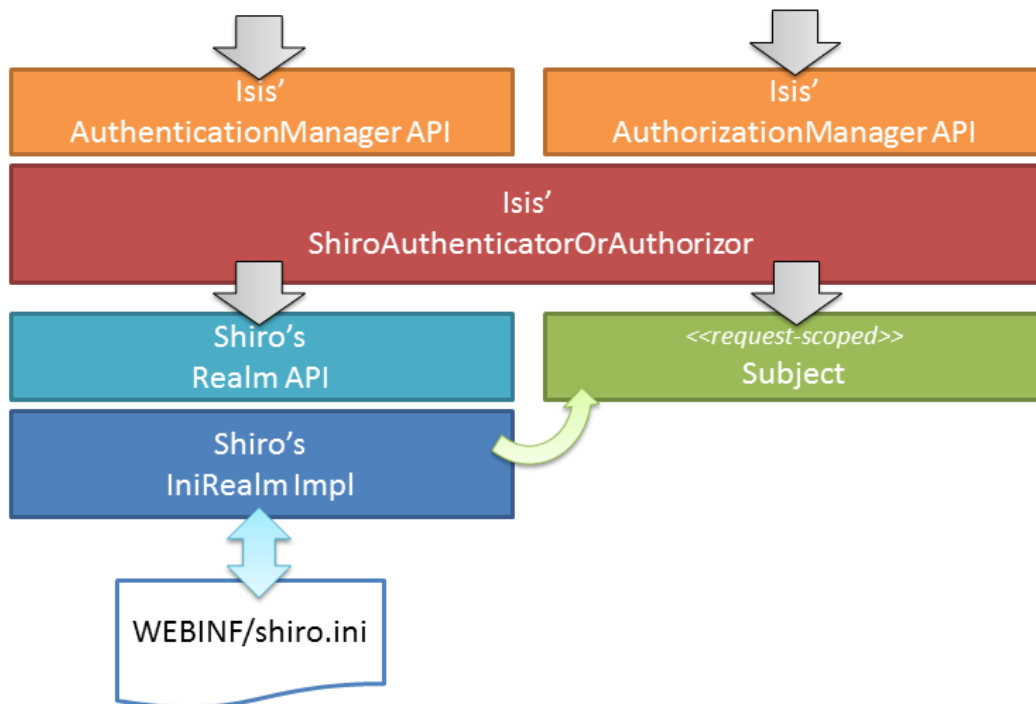 Isis’
AuthenticationManager API
Isis’
AuthorizationManager API
Isis’
ShiroAuthenticatorOrAuthorizor
Shiro’s
Realm API
<<request-scoped>>
Subject
Shiro’s
IniRealm Impl
WEBINF/shiro.ini